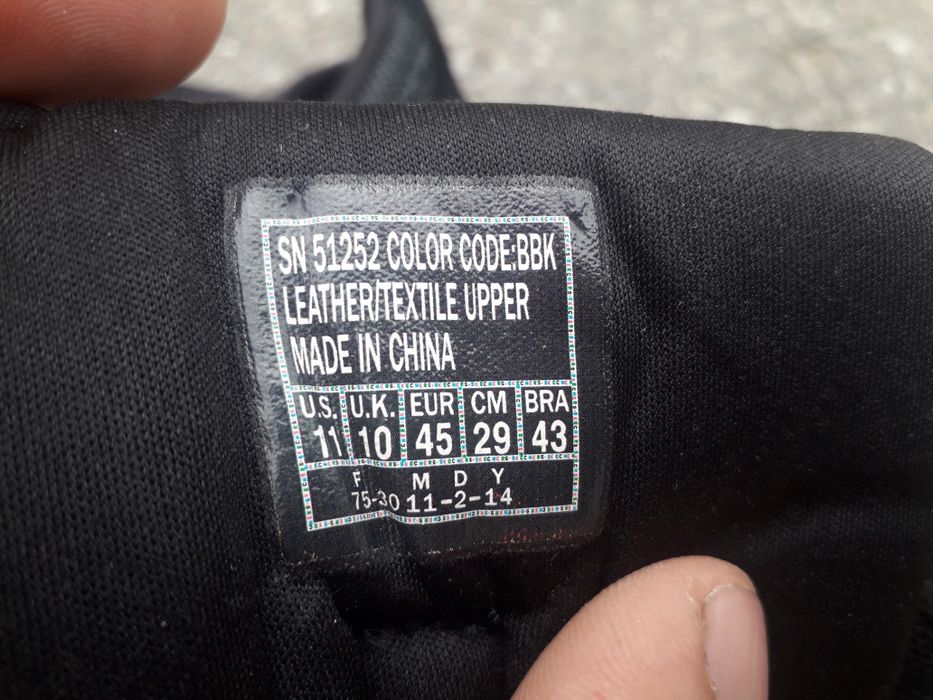 SN 51252 COLOR CODE:BBK
LEATHER/TEXTILE UPPER
MADE IN CHINA
U.S. U.K. EUR CM BRA
11 10 45 29 43
F M D Y
75-30 11-2-14